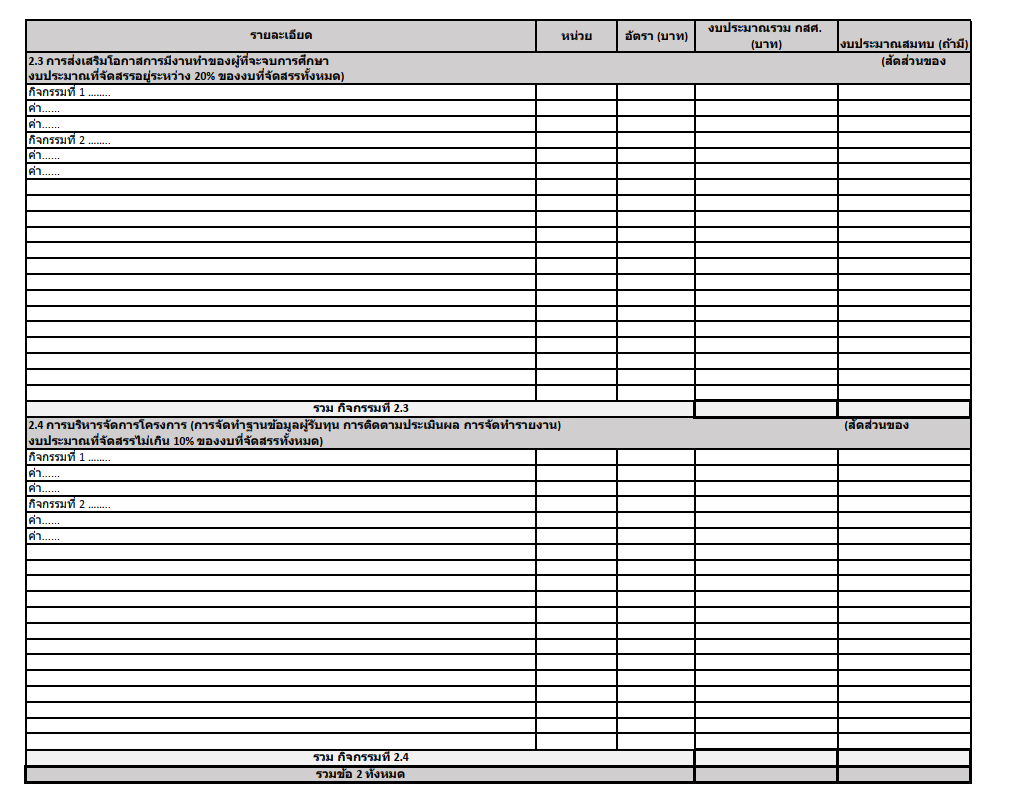 รายละเอียด หน่วย อัตรา (บาท) งบประมาณรวม กสศ. (บาท) งบประมาณสมทบ (ถ้ามี)
2.3 การส่งเสริมโอกาสการมีงานทำของผู้ที่จะจบการศึกษา (สัดส่วนของ
งบประมาณที่จัดสรรอยู่ระหว่าง 20% ของงบที่จัดสรรทั้งหมด)
กิจกรรมที่ 1 ........
ค่า......
ค่า......
กิจกรรมที่ 2 ........
ค่า......
ค่า......
รวม กิจกรรมที่ 2.3
2.4 การบริหารจัดการโครงการ (การจัดทำฐานข้อมูลผู้รับทุน การติดตามประเมินผล การจัดทำรายงาน) (สัดส่วนของ
งบประมาณที่จัดสรรไม่เกิน 10% ของงบที่จัดสรรทั้งหมด)
กิจกรรมที่ 1 ........
ค่า......
ค่า......
กิจกรรมที่ 2 ........
ค่า......
ค่า......
รวม กิจกรรมที่ 2.4
รวมข้อ 2 ทั้งหมด